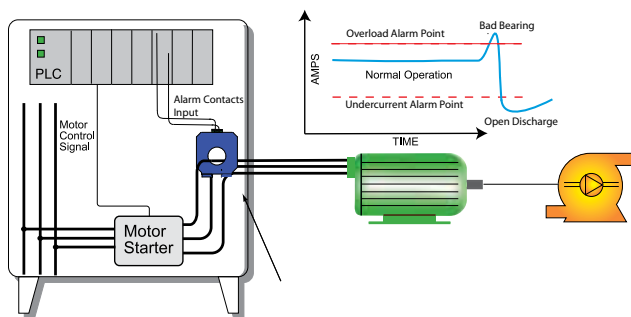 PLC
Alarm Contacts
Input
Motor
Control
Signal
Motor
Starter
AMPS
Overload Alarm Point
Bad Bearing
Normal Operation
Undercurrent Alarm Point
Open Discharge
TIME